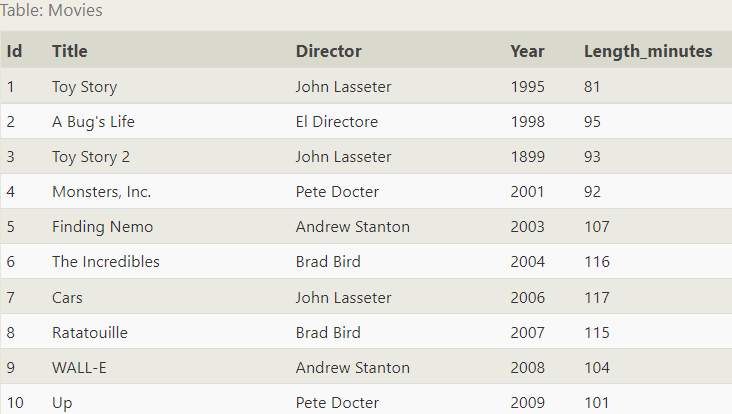 Table: Movies
Id Title Director Year Length_minutes
1 Toy Story John Lasseter 1995 81
2 A Bug's Life El Directore 1998 95
3 Toy Story 2 John Lasseter 1899 93
4 Monsters, Inc. Pete Docter 2001 92
5 Finding Nemo Andrew Stanton 2003 107
6 The Incredibles Brad Bird 2004 116
7 Cars John Lasseter 2006 117
8 Ratatouille Brad Bird 2007 115
9 WALL-E Andrew Stanton 2008 104
10 Up Pete Docter 2009 101